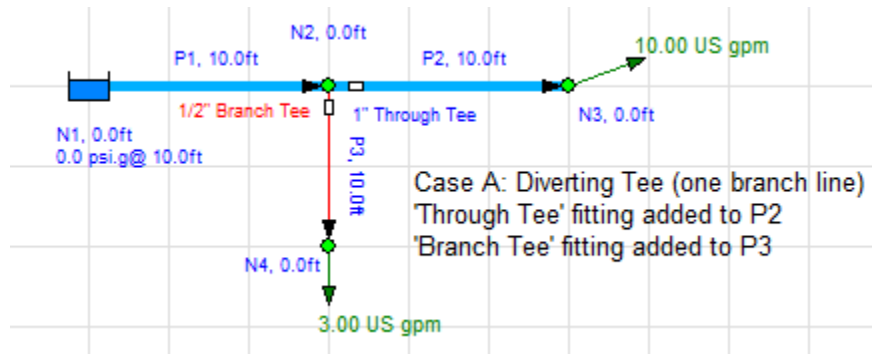 N2, 0.0ft
10.00 US gpm
P1, 10.0ft
P2, 10.0ft
1/2" Branch Tee
1" Through Tee
N3, 0.0ft
N1, 0.0ft
0.0 psi.g@ 10.0ft
P3, 10.0ft
Case A: Diverting Tee (one branch line)
'Through Tee' fitting added to P2
'Branch Tee' fitting added to P3
N4, 0.0ft
3.00 US gpm